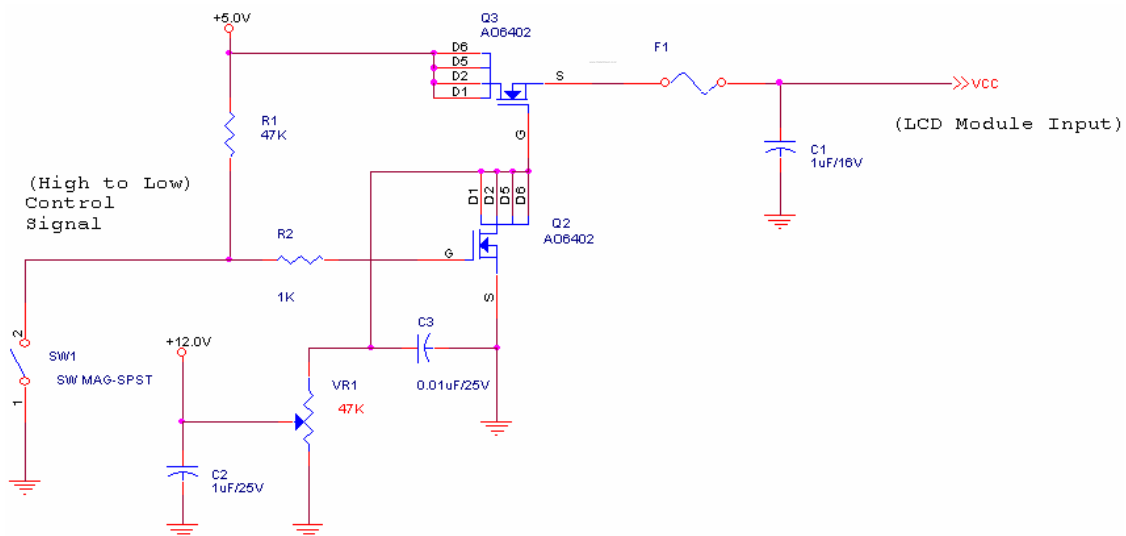 +5.0V
Q3
AO6402
D6
D5
D2
D1
S
G
F1
VCC
(LCD Module Input)
C1
1uF/16V
R1
47K
(High to Low)
Control
Signal
R2
1K
D1
D2
D5
D6
Q2
AO6402
G
S
C3
0.01uF/25V
2
SW1
SW MAG-SPST
1
+12.0V
VR1
47K
C2
1uF/25V